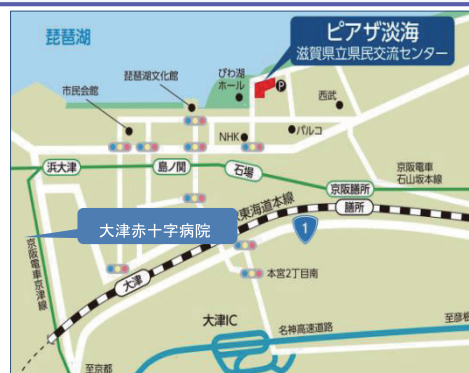 琵琶湖
ピアザ淡海
滋賀県立県民交流センター
琵琶湖文化館
びわ湖
ホール
P
西武
市民会館
NHK
パルコ
浜大津
島ノ関
石場
京阪電車
石山坂本線
京阪膳所
東海道本線
膳所
大津赤十字病院
1
京阪電車京津線
大津
本宮2丁目南
大津IC
名神高速道路
至京都